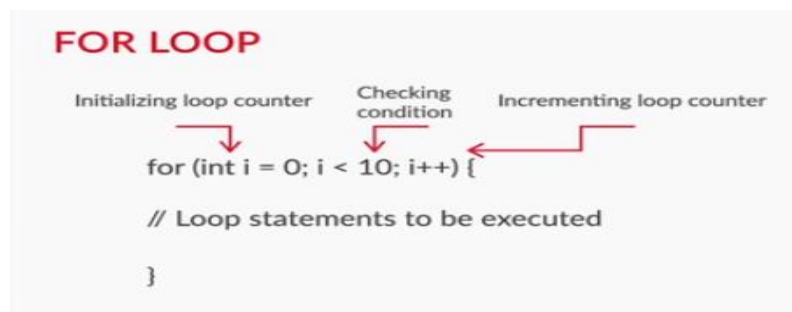 FOR LOOP
Initializing loop counter
Checking
condition
Incrementing loop counter
for (int i = 0; i < 10; i++) {
// Loop statements to be executed
}